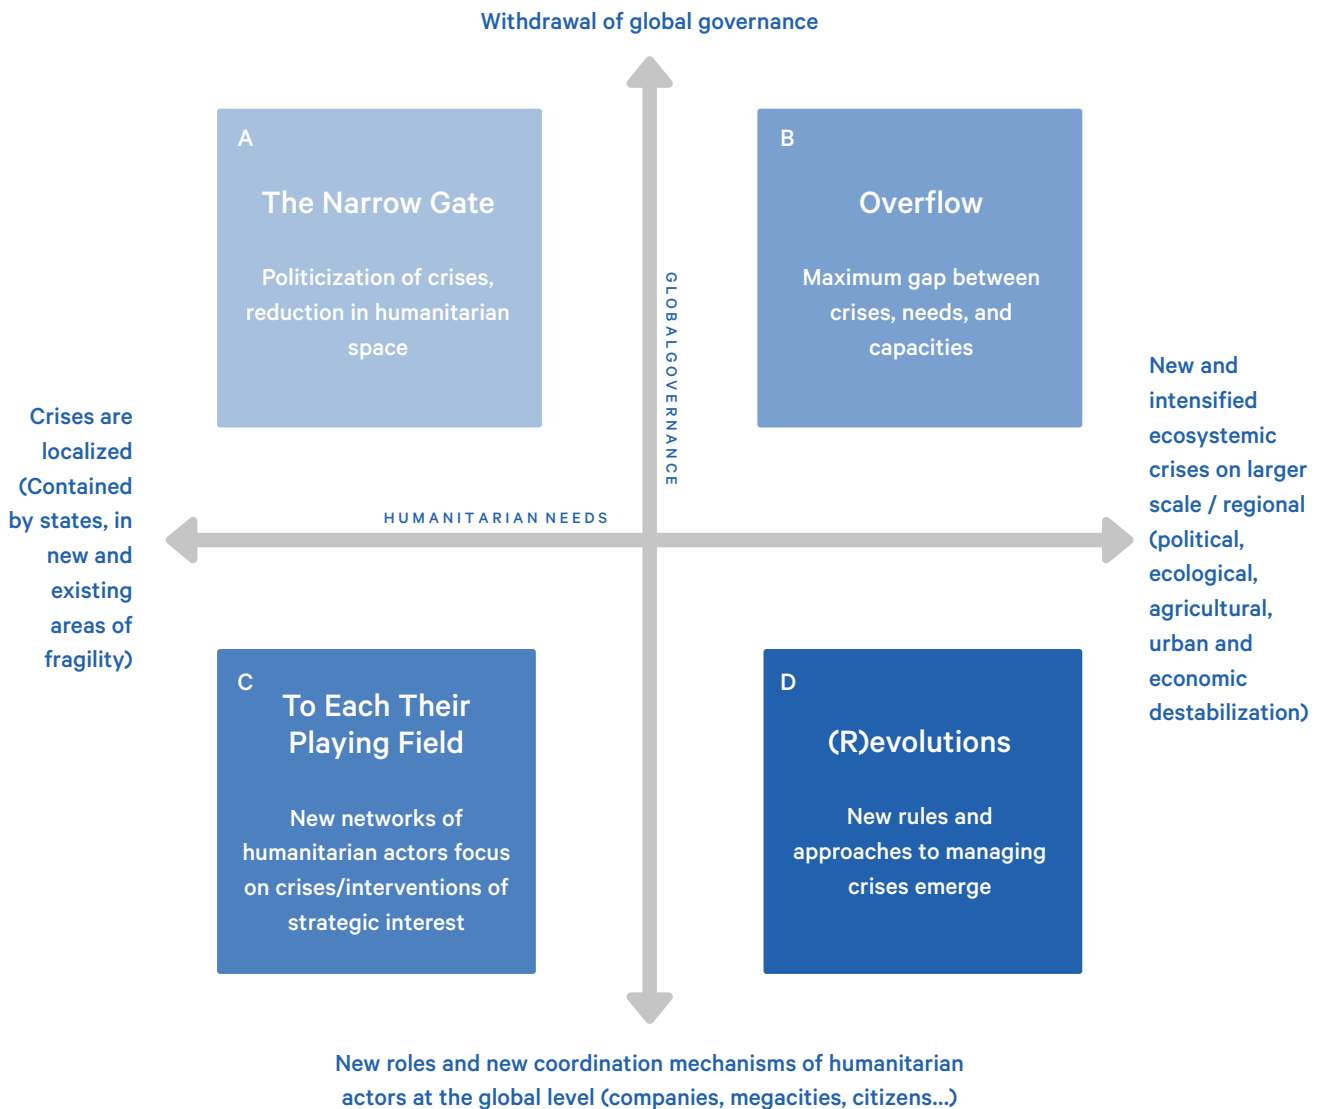 Withdrawal of global governance
A
The Narrow Gate
Politicization of crises,
reduction in humanitarian
space
B
Overflow
Maximum gap between
crises, needs, and
capacities
GLOBALGOVERNANCE
Crises are
localized
(Contained
by states, in
new and
existing
areas of
fragility)
HUMANITARIAN NEEDS
New and
intensified
ecosystemic
crises on larger
scale / regional
(political,
ecological,
agricultural,
urban and
economic
destabilization)
C
To Each Their
Playing Field
New networks of
humanitarian actors focus
on crises/interventions of
strategic interest
D
(R)evolutions
New rules and
approaches to managing
crises emerge
New roles and new coordination mechanisms of humanitarian
actors at the global level (companies, megacities, citizens...)